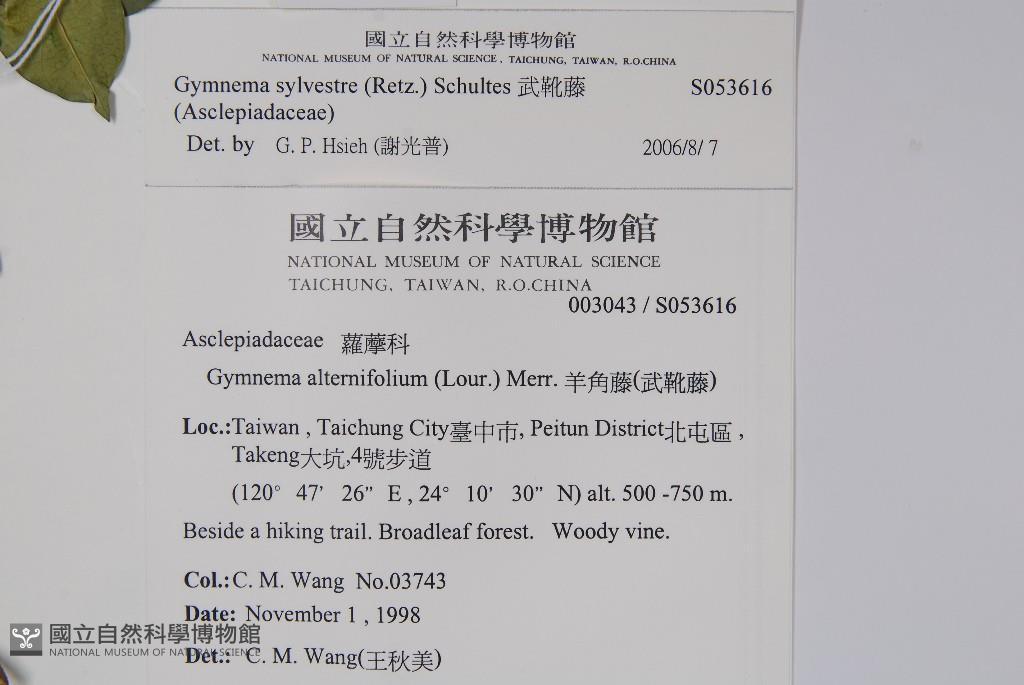 國立自然科學博物館
NATIONAL MUSEUM OF NATURAL SCIENCE, TAICHUNG, TAIWAN, R.O.CHINA
Gymnema sylvestre (Retz.) Schultes 武靴藤 S053616
(Asclepiadaceae)
Det. by G. P. Hsieh (謝光普) 2006/8/ 7
國立自然科學博物館
NATIONAL MUSEUM OF NATURAL SCIENCE
TAICHUNG, TAIWAN, R.O.CHINA
003043 / S053616
Asclepiadaceae 蘿藦科
Gymnema alternifolium (Lour.) Merr. 羊角藤(武靴藤)
Loc.:Taiwan , Taichung City臺中市, Peitun District北屯區 ,
Takeng大坑,4號步道
(120° 47’ 26” E , 24° 10’ 30” N) alt. 500 -750 m.
Beside a hiking trail. Broadleaf forest. Woody vine.
Col.:C. M. Wang No.03743
Date: November 1 , 1998
Det.: C. M. Wang(王秋美)
國立自然科學博物館
NATIONAL MUSEUM OF NATURAL SCIENCE